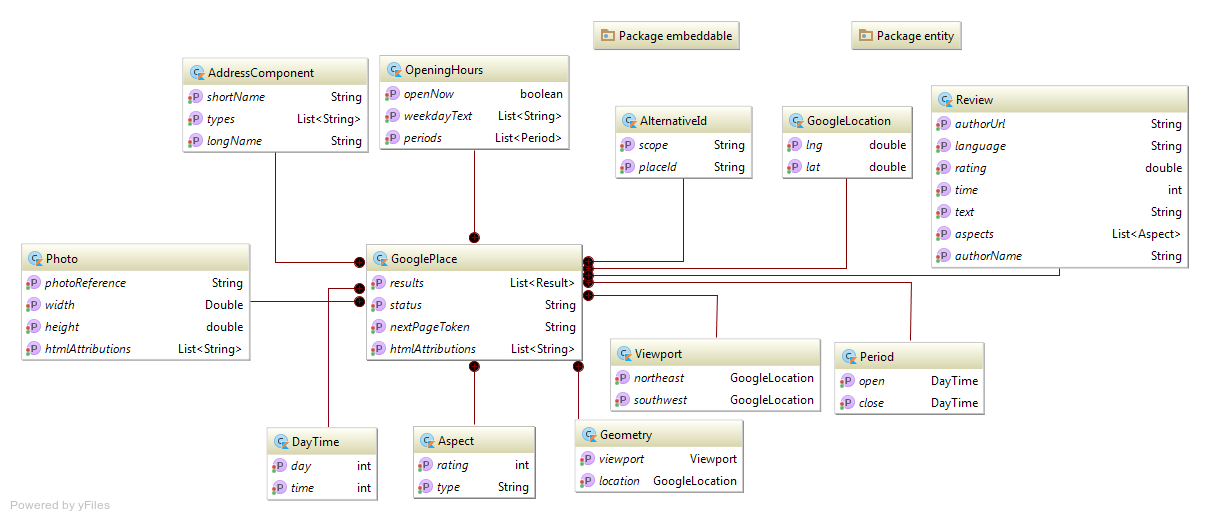 Package embeddable
Package entity
AddressComponent
shortName String
types List<String>
longName String
OpeningHours
openNow boolean
weekdayText List<String>
periods List<Period>
AlternativeId
scope String
placeId String
GoogleLocation
lng double
lat double
Review
authorUrl String
language String
rating double
time int
text String
aspects List<Aspect>
authorName String
Photo
photoReference String
width Double
height double
htmlAttributions List<String>
GooglePlace
results List<Result>
status String
nextPageToken String
htmlAttributions List<String>
Viewport
northeast GoogleLocation
southwest GoogleLocation
Period
open DayTime
close DayTime
DayTime
day int
time int
Aspect
rating int
type String
Geometry
viewport Viewport
location GoogleLocation
Powered by yFiles